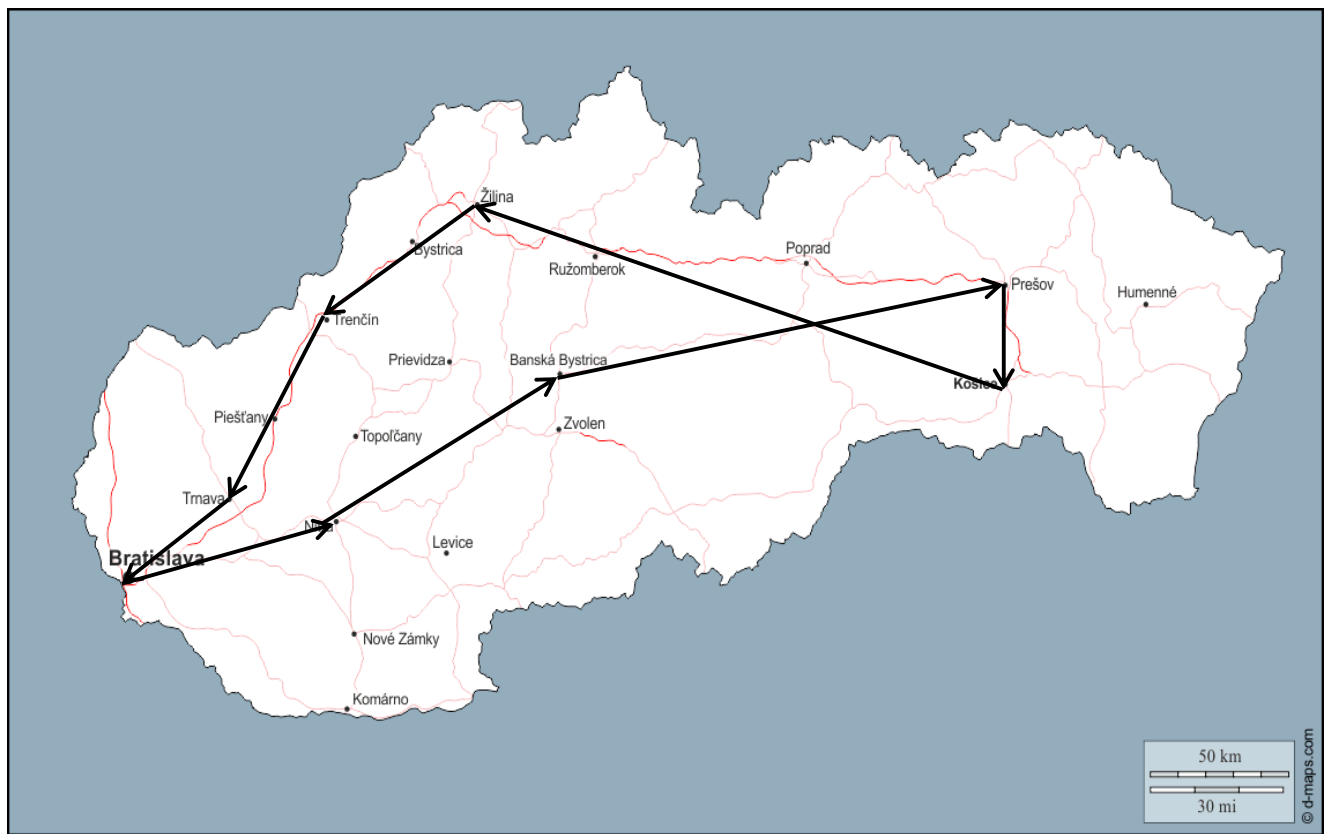 Žilina
Bystrica
Ružomberok
Poprad
Prešov
Humenné
Trenčín
Prievidza
Banská Bystrica
Košice
Piešťany
Topoľčany
Zvolen
Trnava
Nitra
Levice
Bratislava
Nové Zámky
Komárno
50 km
30 mi
© d-maps.com